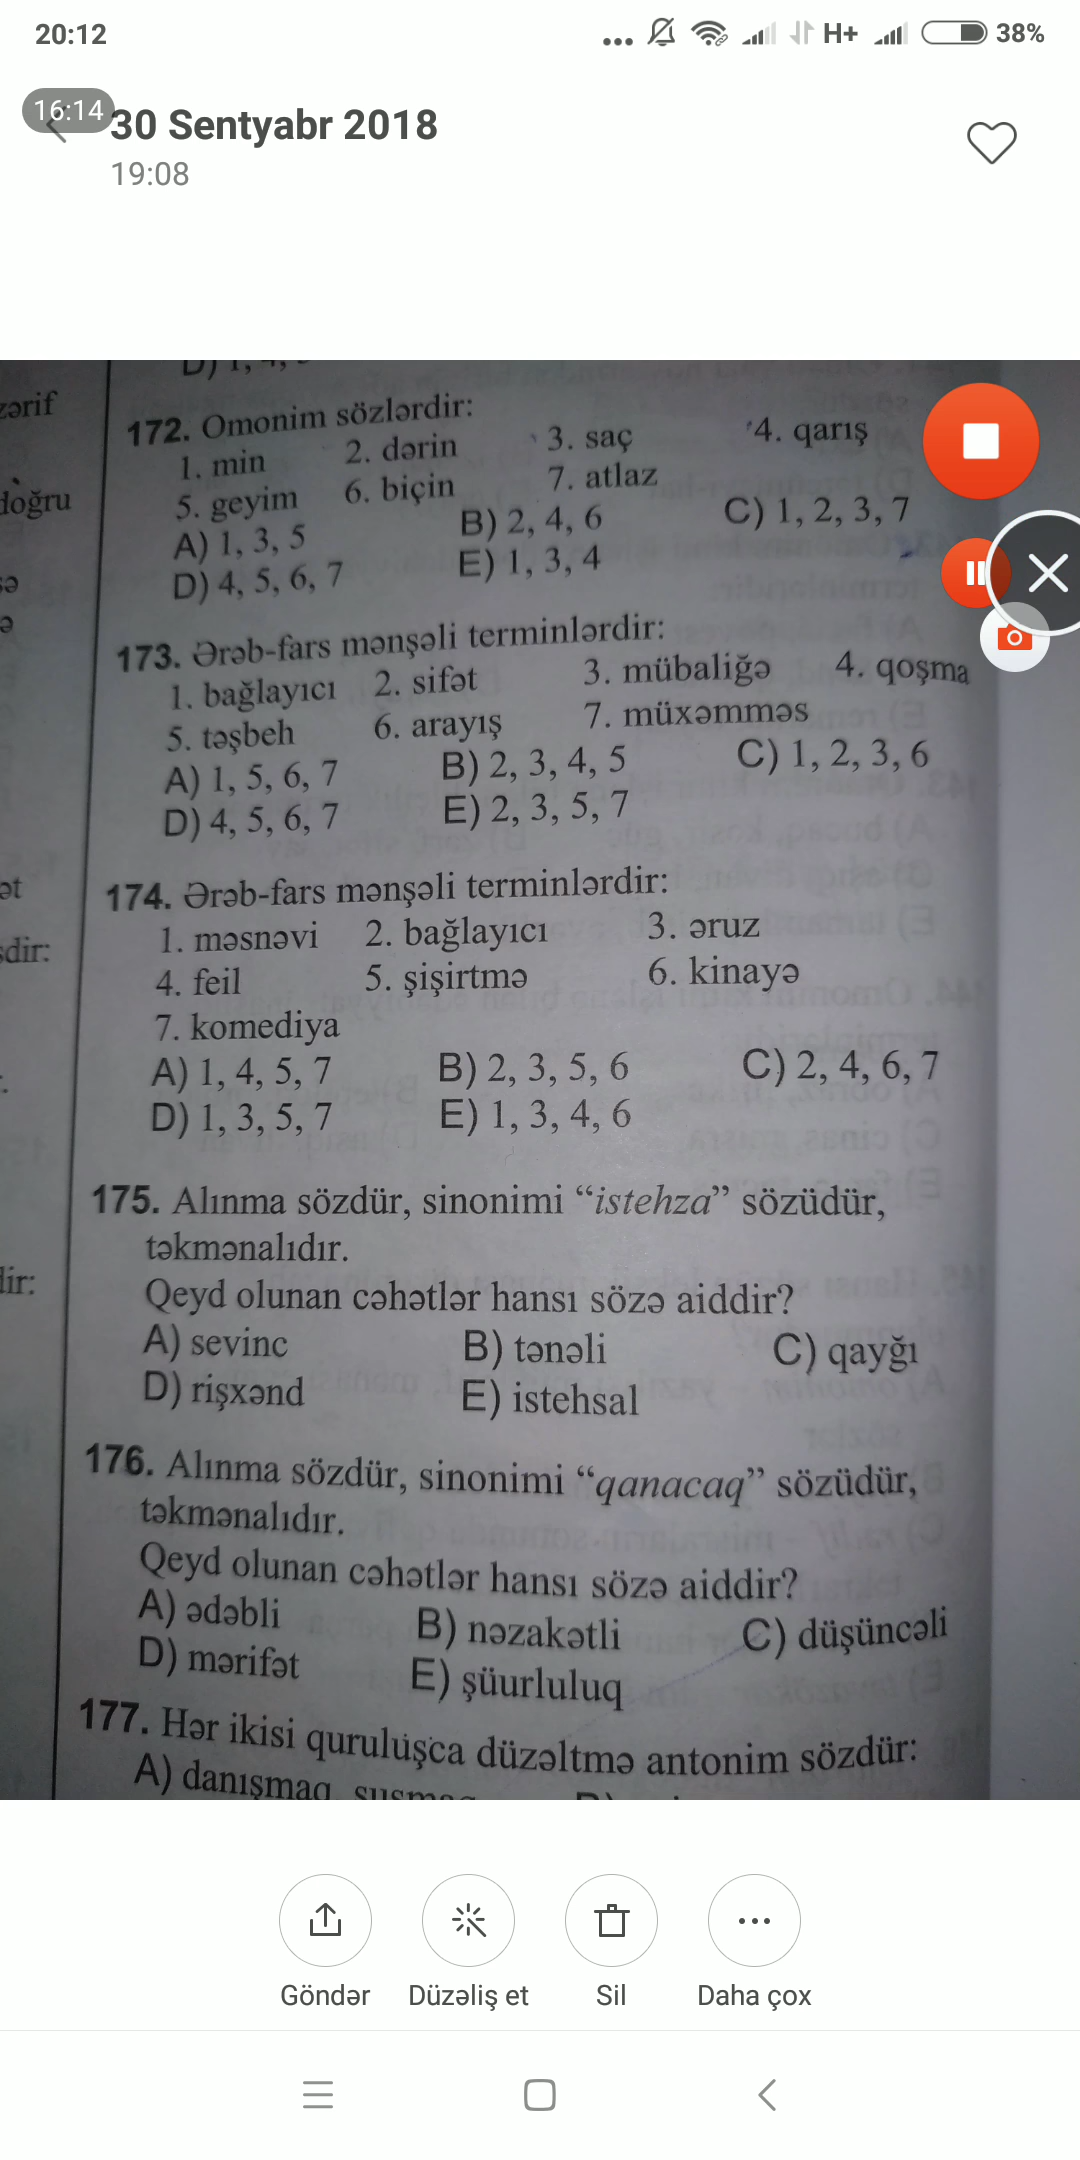 20:12
... H+ 38%
16:14
30 Sentyabr 2018
19:08
zərif
doğru
sə
ə
ət
şdir:
dir:
172. Omonim sözlərdir:
1. min 2. dərin 3. saç 4. qarış
5. geyim 6. biçin 7. atlaz
A) 1, 3, 5 B) 2, 4, 6 C) 1, 2, 3, 7
D) 4, 5, 6, 7 E) 1, 3, 4
173. Ərəb-fars mənşəli terminlərdir:
1. bağlayıcı 2. sifət 3. mübaliğə 4. qoşma
5. təşbeh 6. arayış 7. müxəmməs
A) 1, 5, 6, 7 B) 2, 3, 4, 5 C) 1, 2, 3, 6
D) 4, 5, 6, 7 E) 2, 3, 5, 7
174. Ərəb-fars mənşəli terminlərdir:
1. məsnəvi 2. bağlayıcı 3. əruz
4. feil 5. şişirtmə 6. kinayə
7. komediya
A) 1, 4, 5, 7 B) 2, 3, 5, 6 C) 2, 4, 6, 7
D) 1, 3, 5, 7 E) 1, 3, 4, 6
175. Alınma sözdür, sinonimi “istehza” sözüdür,
təkmənalıdır.
Qeyd olunan cəhətlər hansı sözə aiddir?
A) sevinc B) tənəli C) qayğı
D) rişxənd E) istehsal
176. Alınma sözdür, sinonimi “qanacaq” sözüdür,
təkmənalıdır.
Qeyd olunan cəhətlər hansı sözə aiddir?
A) ədəbli B) nəzakətli C) düşüncəli
D) mərifət E) şüurluluq
177. Hər ikisi quruluşca düzəltmə antonim sözdür:
A) danışmaq,
Göndər Düzəliş et Sil Daha çox